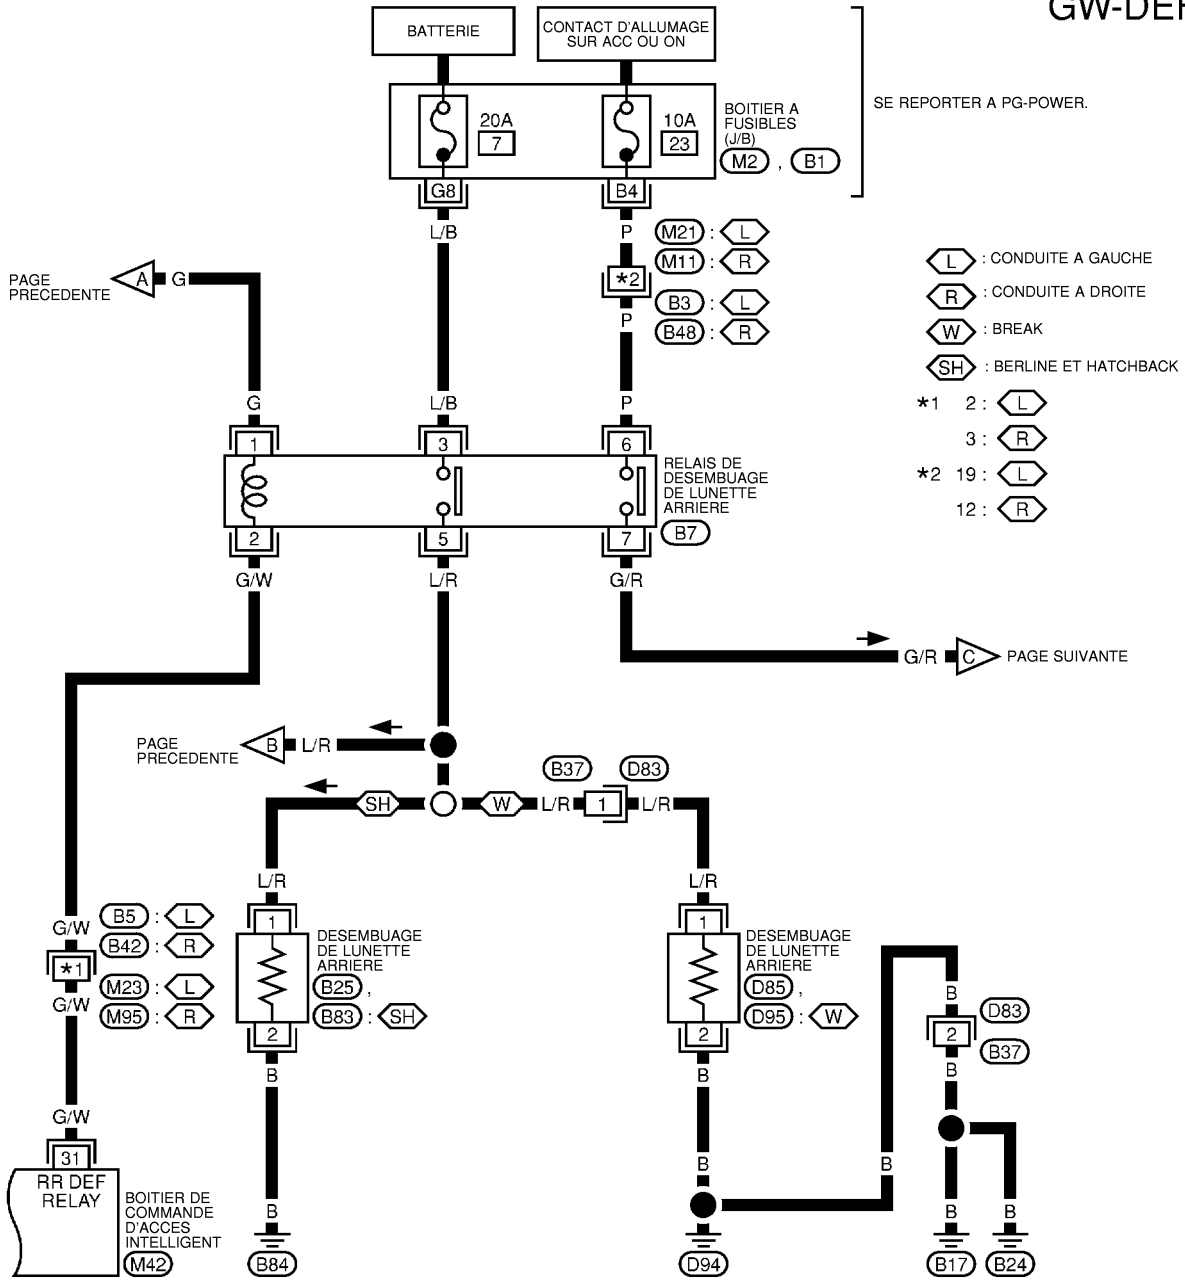 GW-DEF
BATTERIE
CONTACT D'ALLUMAGE
SUR ACC OU ON
SE REPORTER A PG-POWER.
20A
7
10A
23
BOITIER A
FUSIBLES
(J/B)
M2 , B1
G8
B4
L/B
P
M21 : L
M11 : R
*2
B3 : L
B48 : R
P
L : CONDUITE A GAUCHE
R : CONDUITE A DROITE
W : BREAK
SH : BERLINE ET HATCHBACK
*1 2 : L
3 : R
*2 19 : L
12 : R
PAGE
PRECEDENTE
A
G
G
L/B
P
1
3
6
RELAIS DE
DESEMBUAGE
DE LUNETTE
ARRIERE
B7
2
5
7
G/W
L/R
G/R
G/R
C
PAGE SUIVANTE
PAGE
PRECEDENTE
B
L/R
B37
D83
SH
W
L/R
1
L/R
L/R
L/R
G/W
B5 : L
B42 : R
*1
M23 : L
M95 : R
G/W
1
DESEMBUAGE
DE LUNETTE
ARRIERE
B25 ,
B83 : SH
2
B
1
DESEMBUAGE
DE LUNETTE
ARRIERE
D85 ,
D95 : W
2
B
B
D83
2
B37
B
G/W
31
RR DEF
RELAY
BOITIER DE
COMMANDE
D'ACCES
INTELLIGENT
M42
B
B84
B
B
D94
B
B
B17
B24